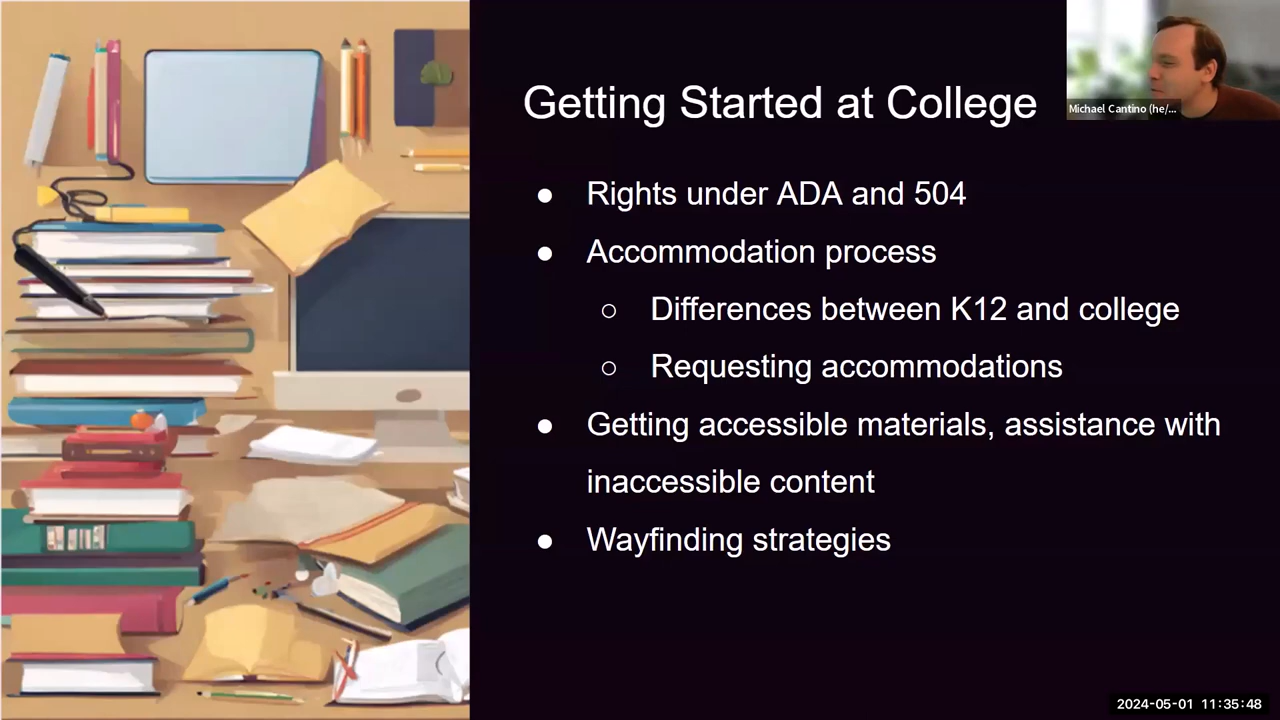 Getting Started at College
Michael Cantino (he/...
● Rights under ADA and 504
● Accommodation process
○ Differences between K12 and college
○ Requesting accommodations
● Getting accessible materials, assistance with
inaccessible content
● Wayfinding strategies
2024-05-01 11:35:48